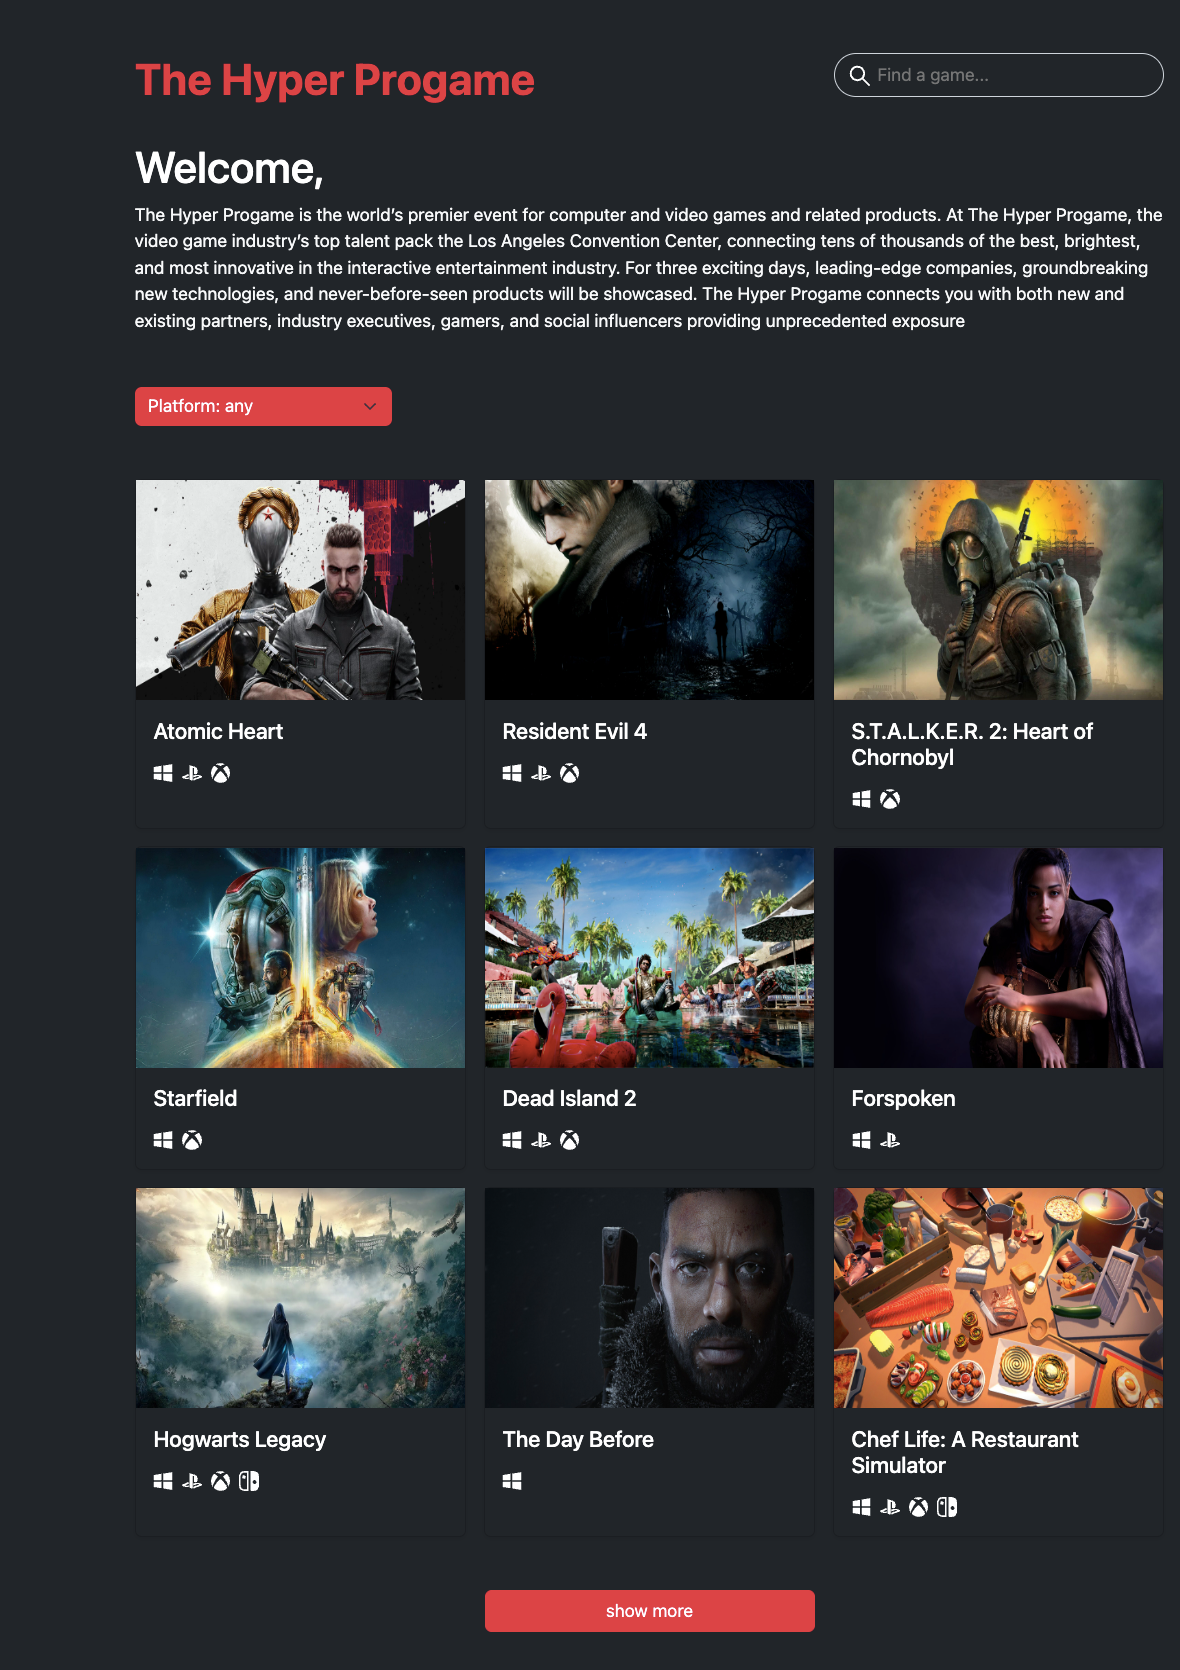 The Hyper Progame
Find a game...
Welcome,
The Hyper Progame is the world’s premier event for computer and video games and related products. At The Hyper Progame, the
video game industry’s top talent pack the Los Angeles Convention Center, connecting tens of thousands of the best, brightest,
and most innovative in the interactive entertainment industry. For three exciting days, leading-edge companies, groundbreaking
new technologies, and never-before-seen products will be showcased. The Hyper Progame connects you with both new and
existing partners, industry executives, gamers, and social influencers providing unprecedented exposure
Platform: any
Atomic Heart
Resident Evil 4
S.T.A.L.K.E.R. 2: Heart of
Chornobyl
Starfield
Dead Island 2
Forspoken
Hogwarts Legacy
The Day Before
Chef Life: A Restaurant
Simulator
show more